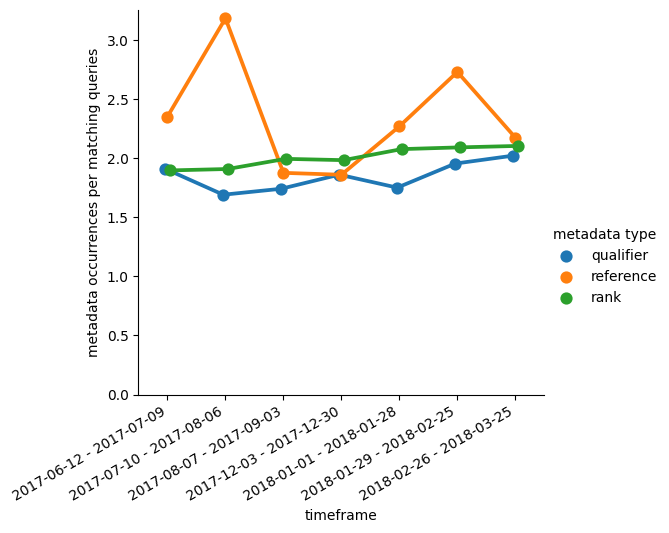 metadata occurrences per matching queries
3.0
2.5
2.0
1.5
1.0
0.5
0.0
2017-06-12 - 2017-07-09
2017-07-10 - 2017-08-06
2017-08-07 - 2017-09-03
2017-12-03 - 2017-12-30
2018-01-01 - 2018-01-28
2018-01-29 - 2018-02-25
2018-02-26 - 2018-03-25
timeframe
metadata type
qualifier
reference
rank